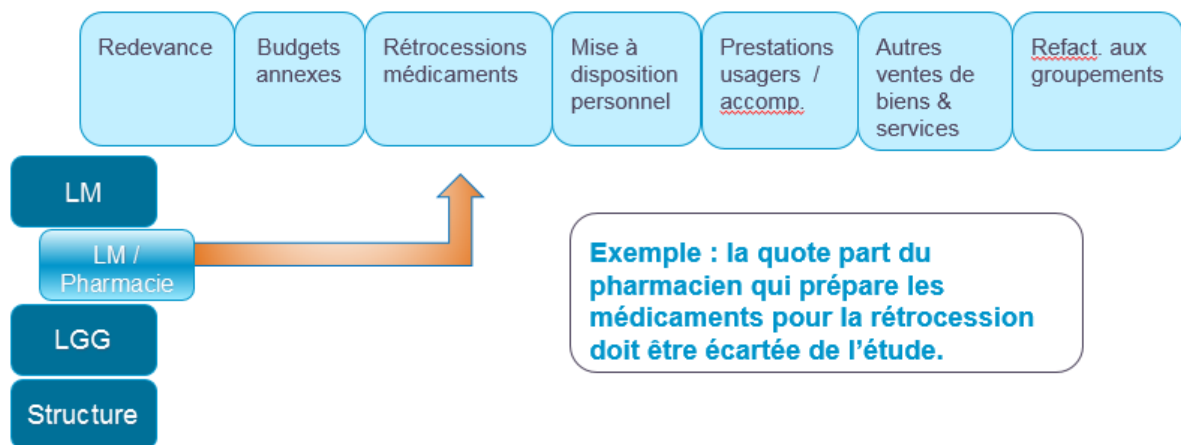 Redevance
Budgets
annexes
Rétrocessions
médicaments
Mise à
disposition
personnel
Prestations
usagers /
accomp.
Autres
ventes de
biens &
services
Refact. aux
groupements
LM
LM /
Pharmacie
LGG
Structure
Exemple : la quote part du
pharmacien qui prépare les
médicaments pour la rétrocession
doit être écartée de l’étude.